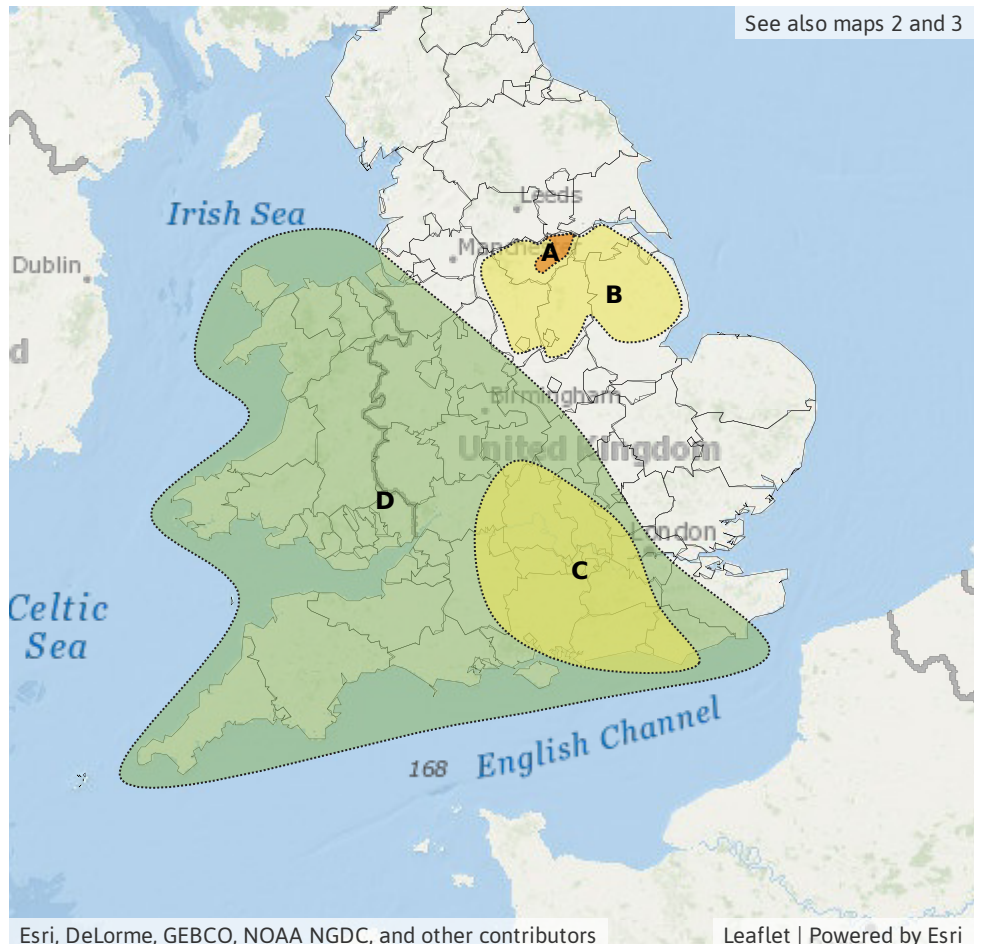 See also maps 2 and 3
Leeds
Irish Sea
Manchester
A
Dublin
B
d
Birmingham
United Kingdom
D
London
C
Celtic
Sea
English Channel
168
Esri, DeLorme, GEBCO, NOAA NGDC, and other contributors
Leaflet | Powered by Esri